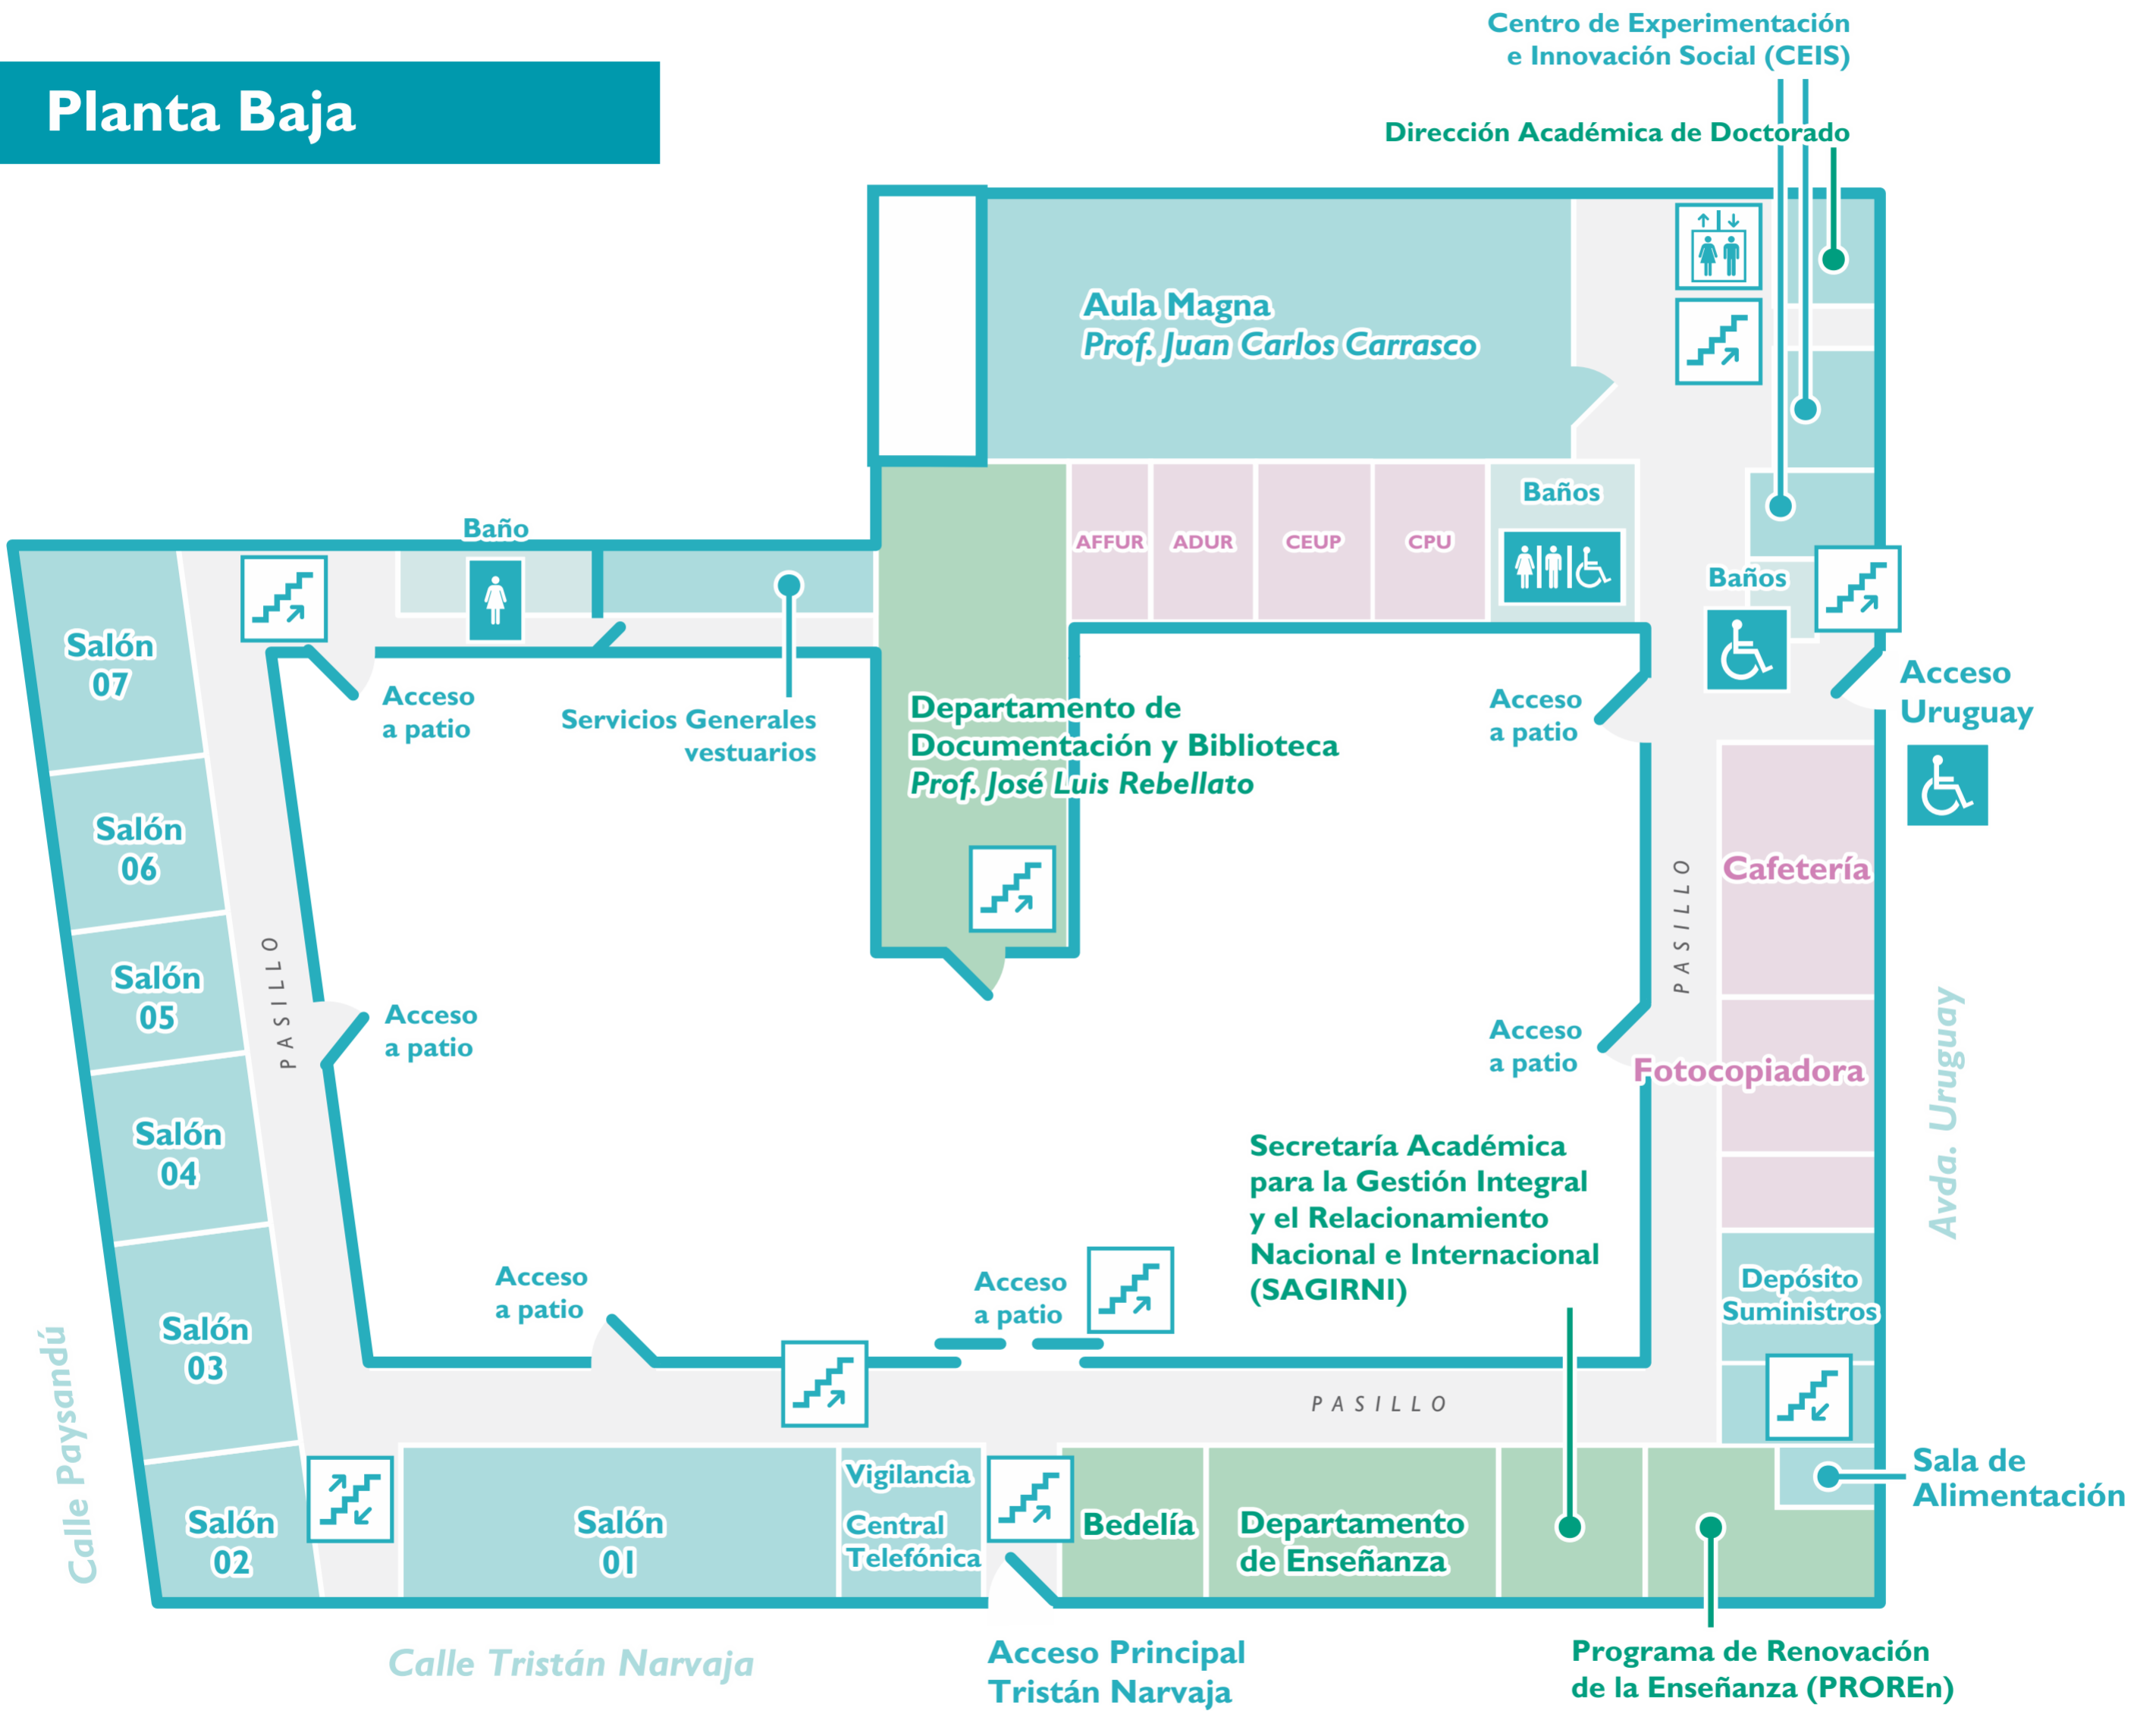 Centro de Experimentación
e Innovación Social (CEIS)
Planta Baja
Dirección Académica de Doctorado
Aula Magna
Prof. Juan Carlos Carrasco
Baño
Baños
AFFUR
ADUR
CEUP
CPU
Baños
Salón
07
Acceso
a patio
Servicios Generales
vestuarios
Departamento de
Documentación y Biblioteca
Prof. José Luis Rebellato
Acceso
a patio
Acceso
Uruguay
Salón
06
Cafetería
PASILLO
PASILLO
Salón
05
Acceso
a patio
Acceso
a patio
Fotocopiadora
Avda. Uruguay
Salón
04
Secretaría Académica
para la Gestión Integral
y el Relacionamiento
Nacional e Internacional
(SAGIRNI)
Acceso
a patio
Acceso
a patio
Depósito
Suministros
Salón
03
Calle Paysandú
PASILLO
Vigilancia
Central
Telefónica
Sala de
Alimentación
Salón
02
Salón
01
Bedelía
Departamento
de Enseñanza
Calle Tristán Narvaja
Acceso Principal
Tristán Narvaja
Programa de Renovación
de la Enseñanza (PROREn)